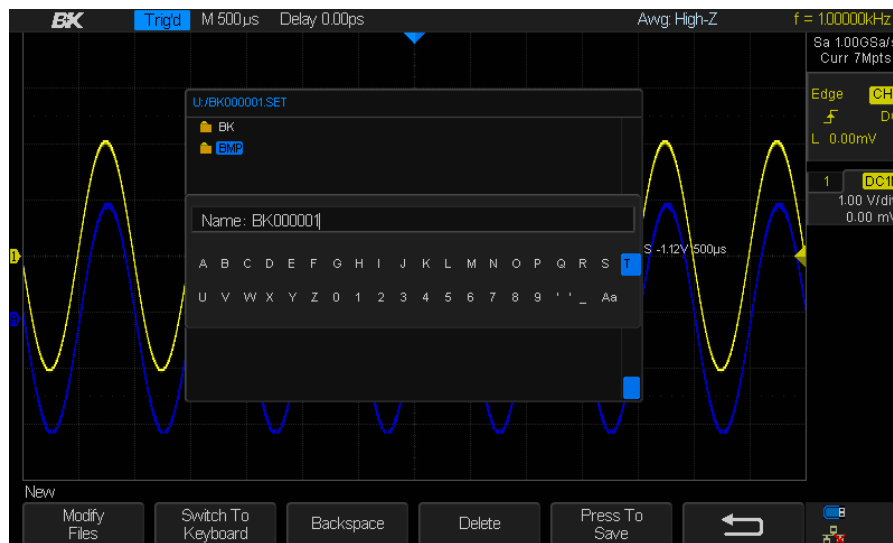 BK Trig'd M 500µs Delay 0.00ps Awg: High-Z f = 1.00000kHz
Sa 1.00GSa/s
Curr 7Mpts
Edge CH
DC
L 0.00mV
1 DC1M
1.00 V/div
0.00 mV
U:/BK000001.SET
BK
BMP
Name: BK000001
S -1.12V 500µs
A B C D E F G H I J K L M N O P Q R S T
U V W X Y Z 0 1 2 3 4 5 6 7 8 9 ' ' _ Aa
1
New
Modify
Files
Switch To
Keyboard
Backspace
Delete
Press To
Save